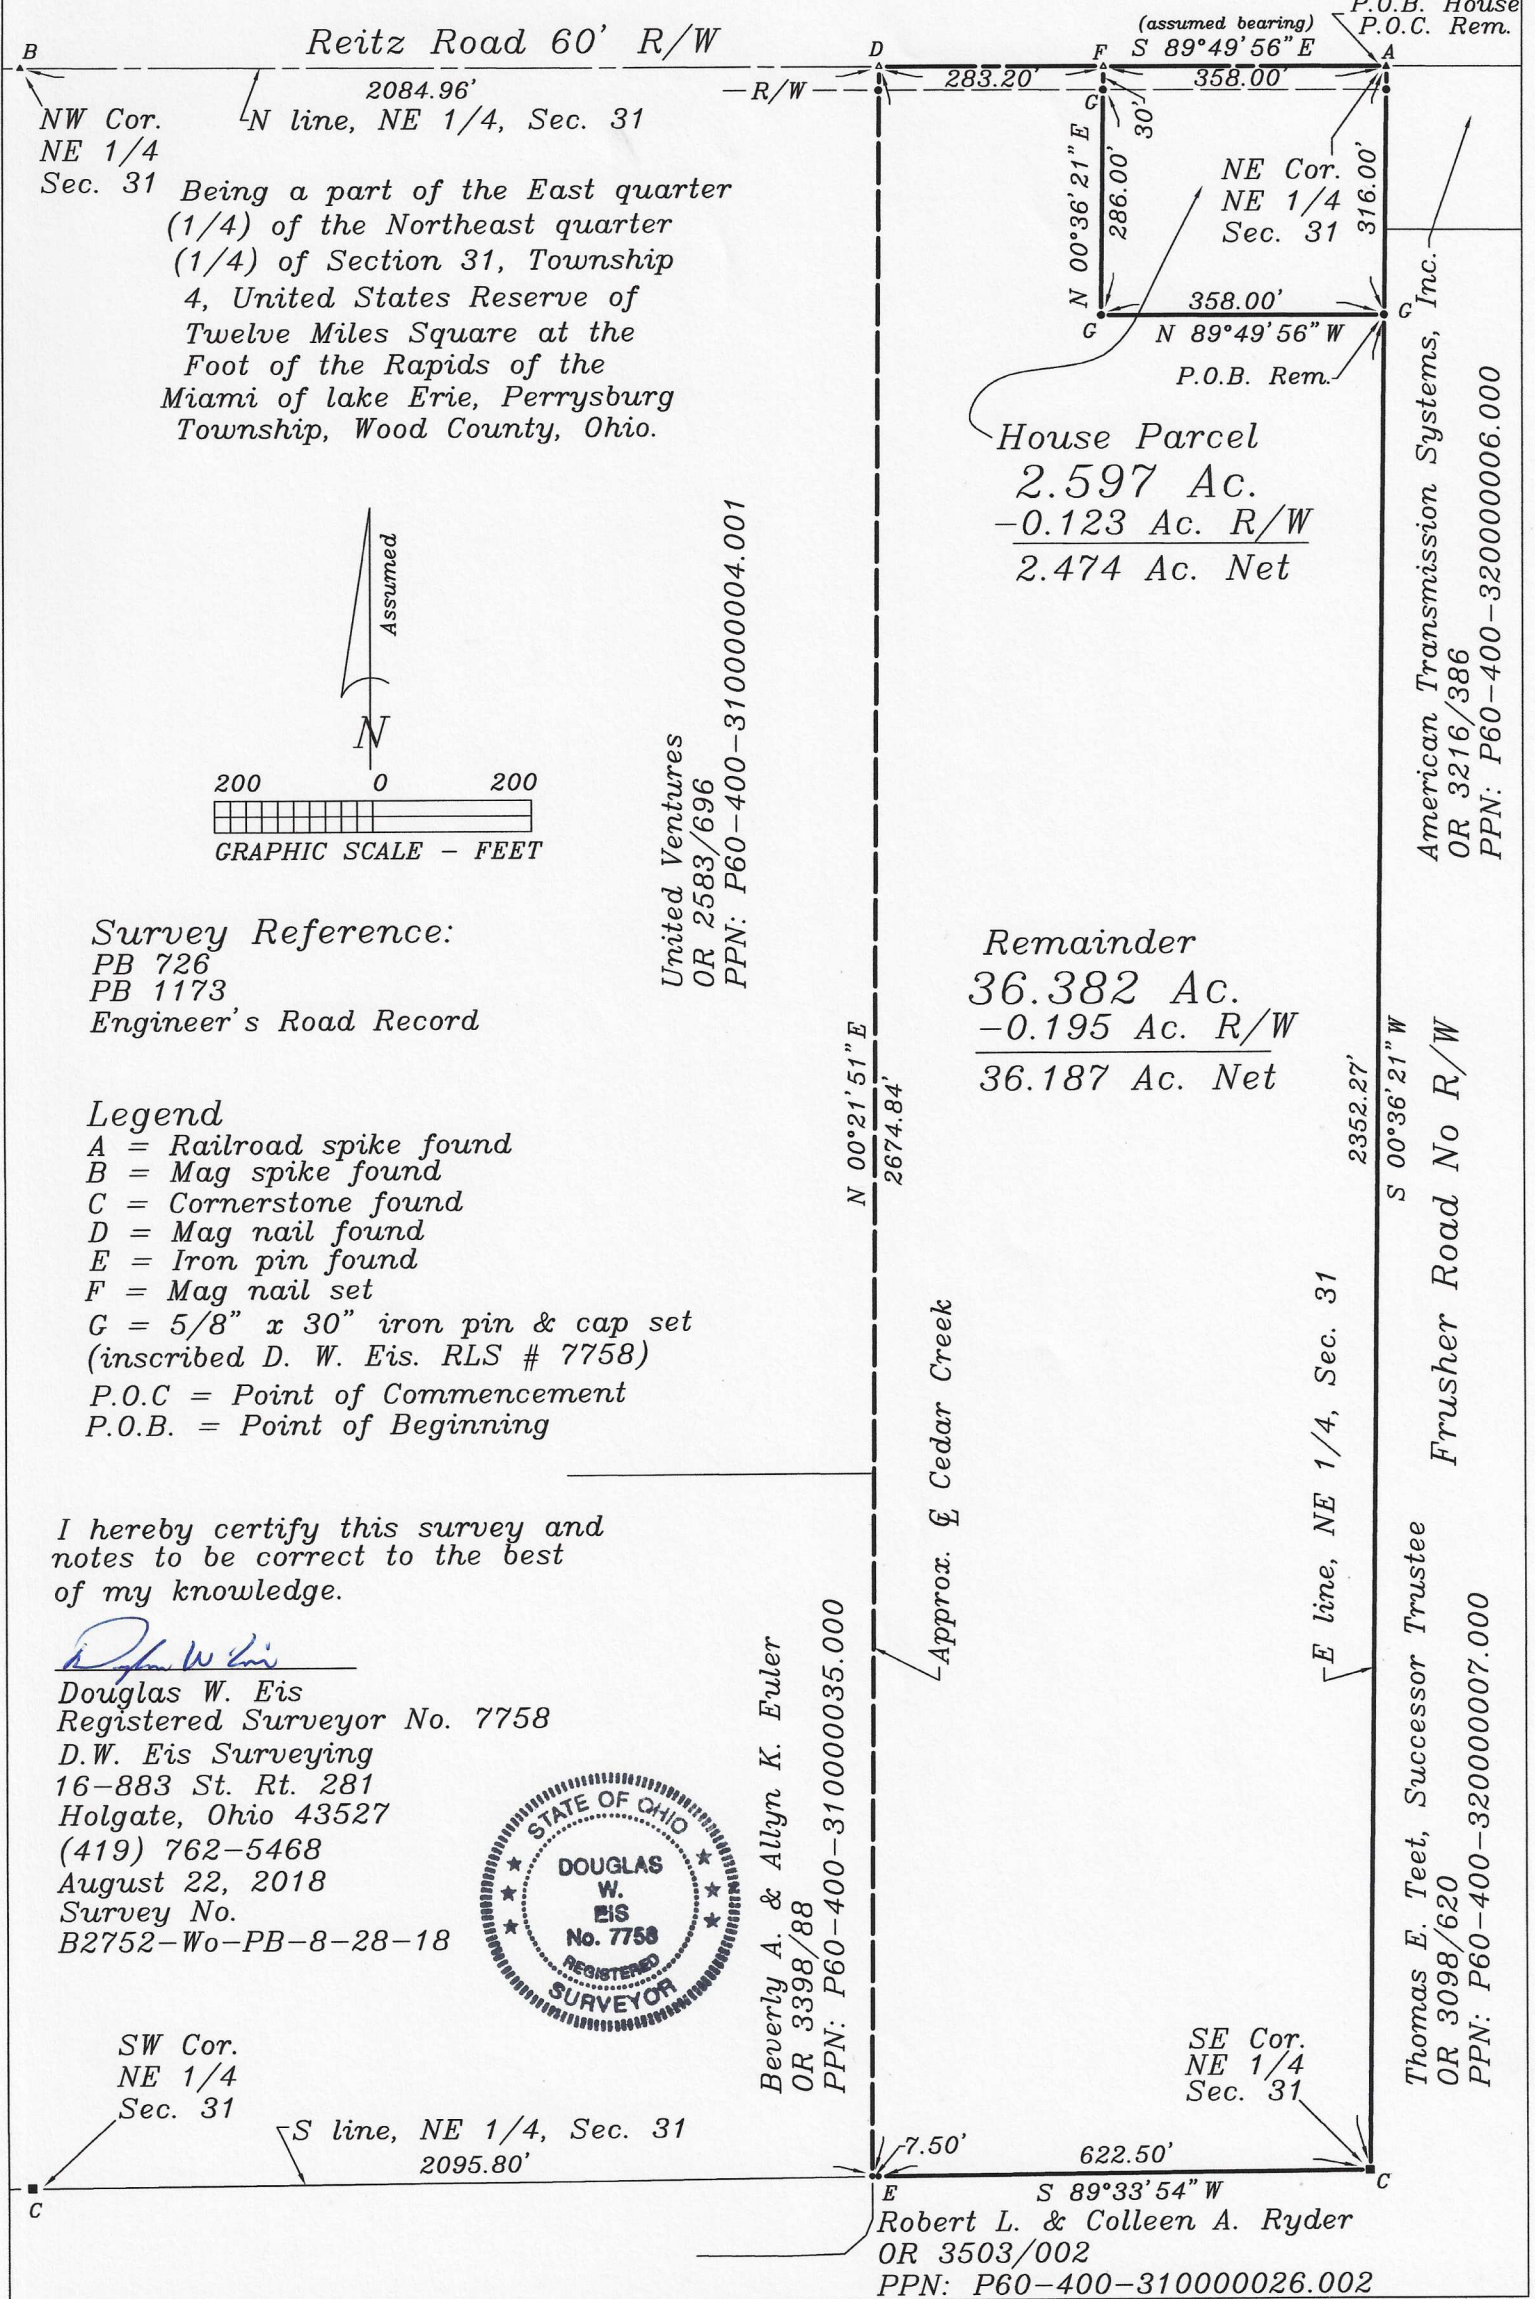 P.O.B. House
P.O.C. Rem.
(assumed bearing)
S 89°49'56" E
Reitz Road 60' R/W
B
D
F
A
2084.96'
R/W
283.20'
358.00'
NW Cor.
NE 1/4
Sec. 31
N line, NE 1/4, Sec. 31
G
30'
N 00°36'21" E
286.00'
NE Cor.
NE 1/4
Sec. 31
316.00'
358.00'
G
G
N 89°49'56" W
P.O.B. Rem.
Being a part of the East quarter
(1/4) of the Northeast quarter
(1/4) of Section 31, Township
4, United States Reserve of
Twelve Miles Square at the
Foot of the Rapids of the
Miami of lake Erie, Perrysburg
Township, Wood County, Ohio.
House Parcel
2.597 Ac.
-0.123 Ac. R/W
2.474 Ac. Net
American Transmission Systems, Inc.
OR 3216/386
PPN: P60-400-320000006.000
Assumed
N
200 0 200
GRAPHIC SCALE - FEET
United Ventures
OR 2583/696
PPN: P60-400-310000004.001
Survey Reference:
PB 726
PB 1173
Engineer's Road Record
Remainder
36.382 Ac.
-0.195 Ac. R/W
36.187 Ac. Net
N 00°21'51" E
2674.84'
2352.27'
S 00°36'21" W
Frusher Road No R/W
Legend
A = Railroad spike found
B = Mag spike found
C = Cornerstone found
D = Mag nail found
E = Iron pin found
F = Mag nail set
G = 5/8" x 30" iron pin & cap set
(inscribed D. W. Eis. RLS # 7758)
P.O.C = Point of Commencement
P.O.B. = Point of Beginning
Approx. ℄ Cedar Creek
E line, NE 1/4, Sec. 31
I hereby certify this survey and
notes to be correct to the best
of my knowledge.
Douglas W. Eis
Douglas W. Eis
Registered Surveyor No. 7758
D.W. Eis Surveying
16-883 St. Rt. 281
Holgate, Ohio 43527
(419) 762-5468
August 22, 2018
Survey No.
B2752-Wo-PB-8-28-18
STATE OF OHIO
DOUGLAS
W.
EIS
No. 7758
REGISTERED
SURVEYOR
Beverly A. & Allyn K. Euler
OR 3398/88
PPN: P60-400-310000035.000
Thomas E. Teet, Successor Trustee
OR 3098/620
PPN: P60-400-320000007.000
SW Cor.
NE 1/4
Sec. 31
S line, NE 1/4, Sec. 31
2095.80'
SE Cor.
NE 1/4
Sec. 31
7.50'
622.50'
C
E
S 89°33'54" W
C
Robert L. & Colleen A. Ryder
OR 3503/002
PPN: P60-400-310000026.002